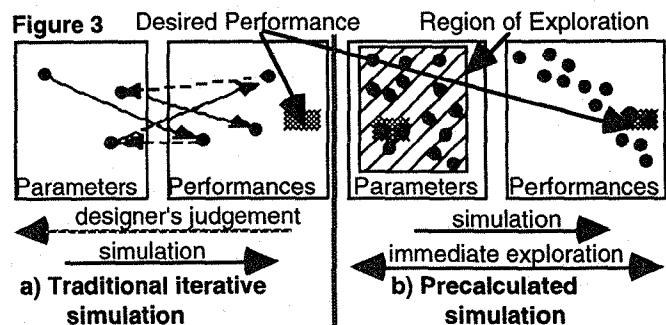 Figure 3
Desired Performance
Region of Exploration
Parameters
Performances
Parameters
Performances
designer's judgement
simulation
simulation
immediate exploration
a) Traditional iterative
simulation
b) Precalculated
simulation